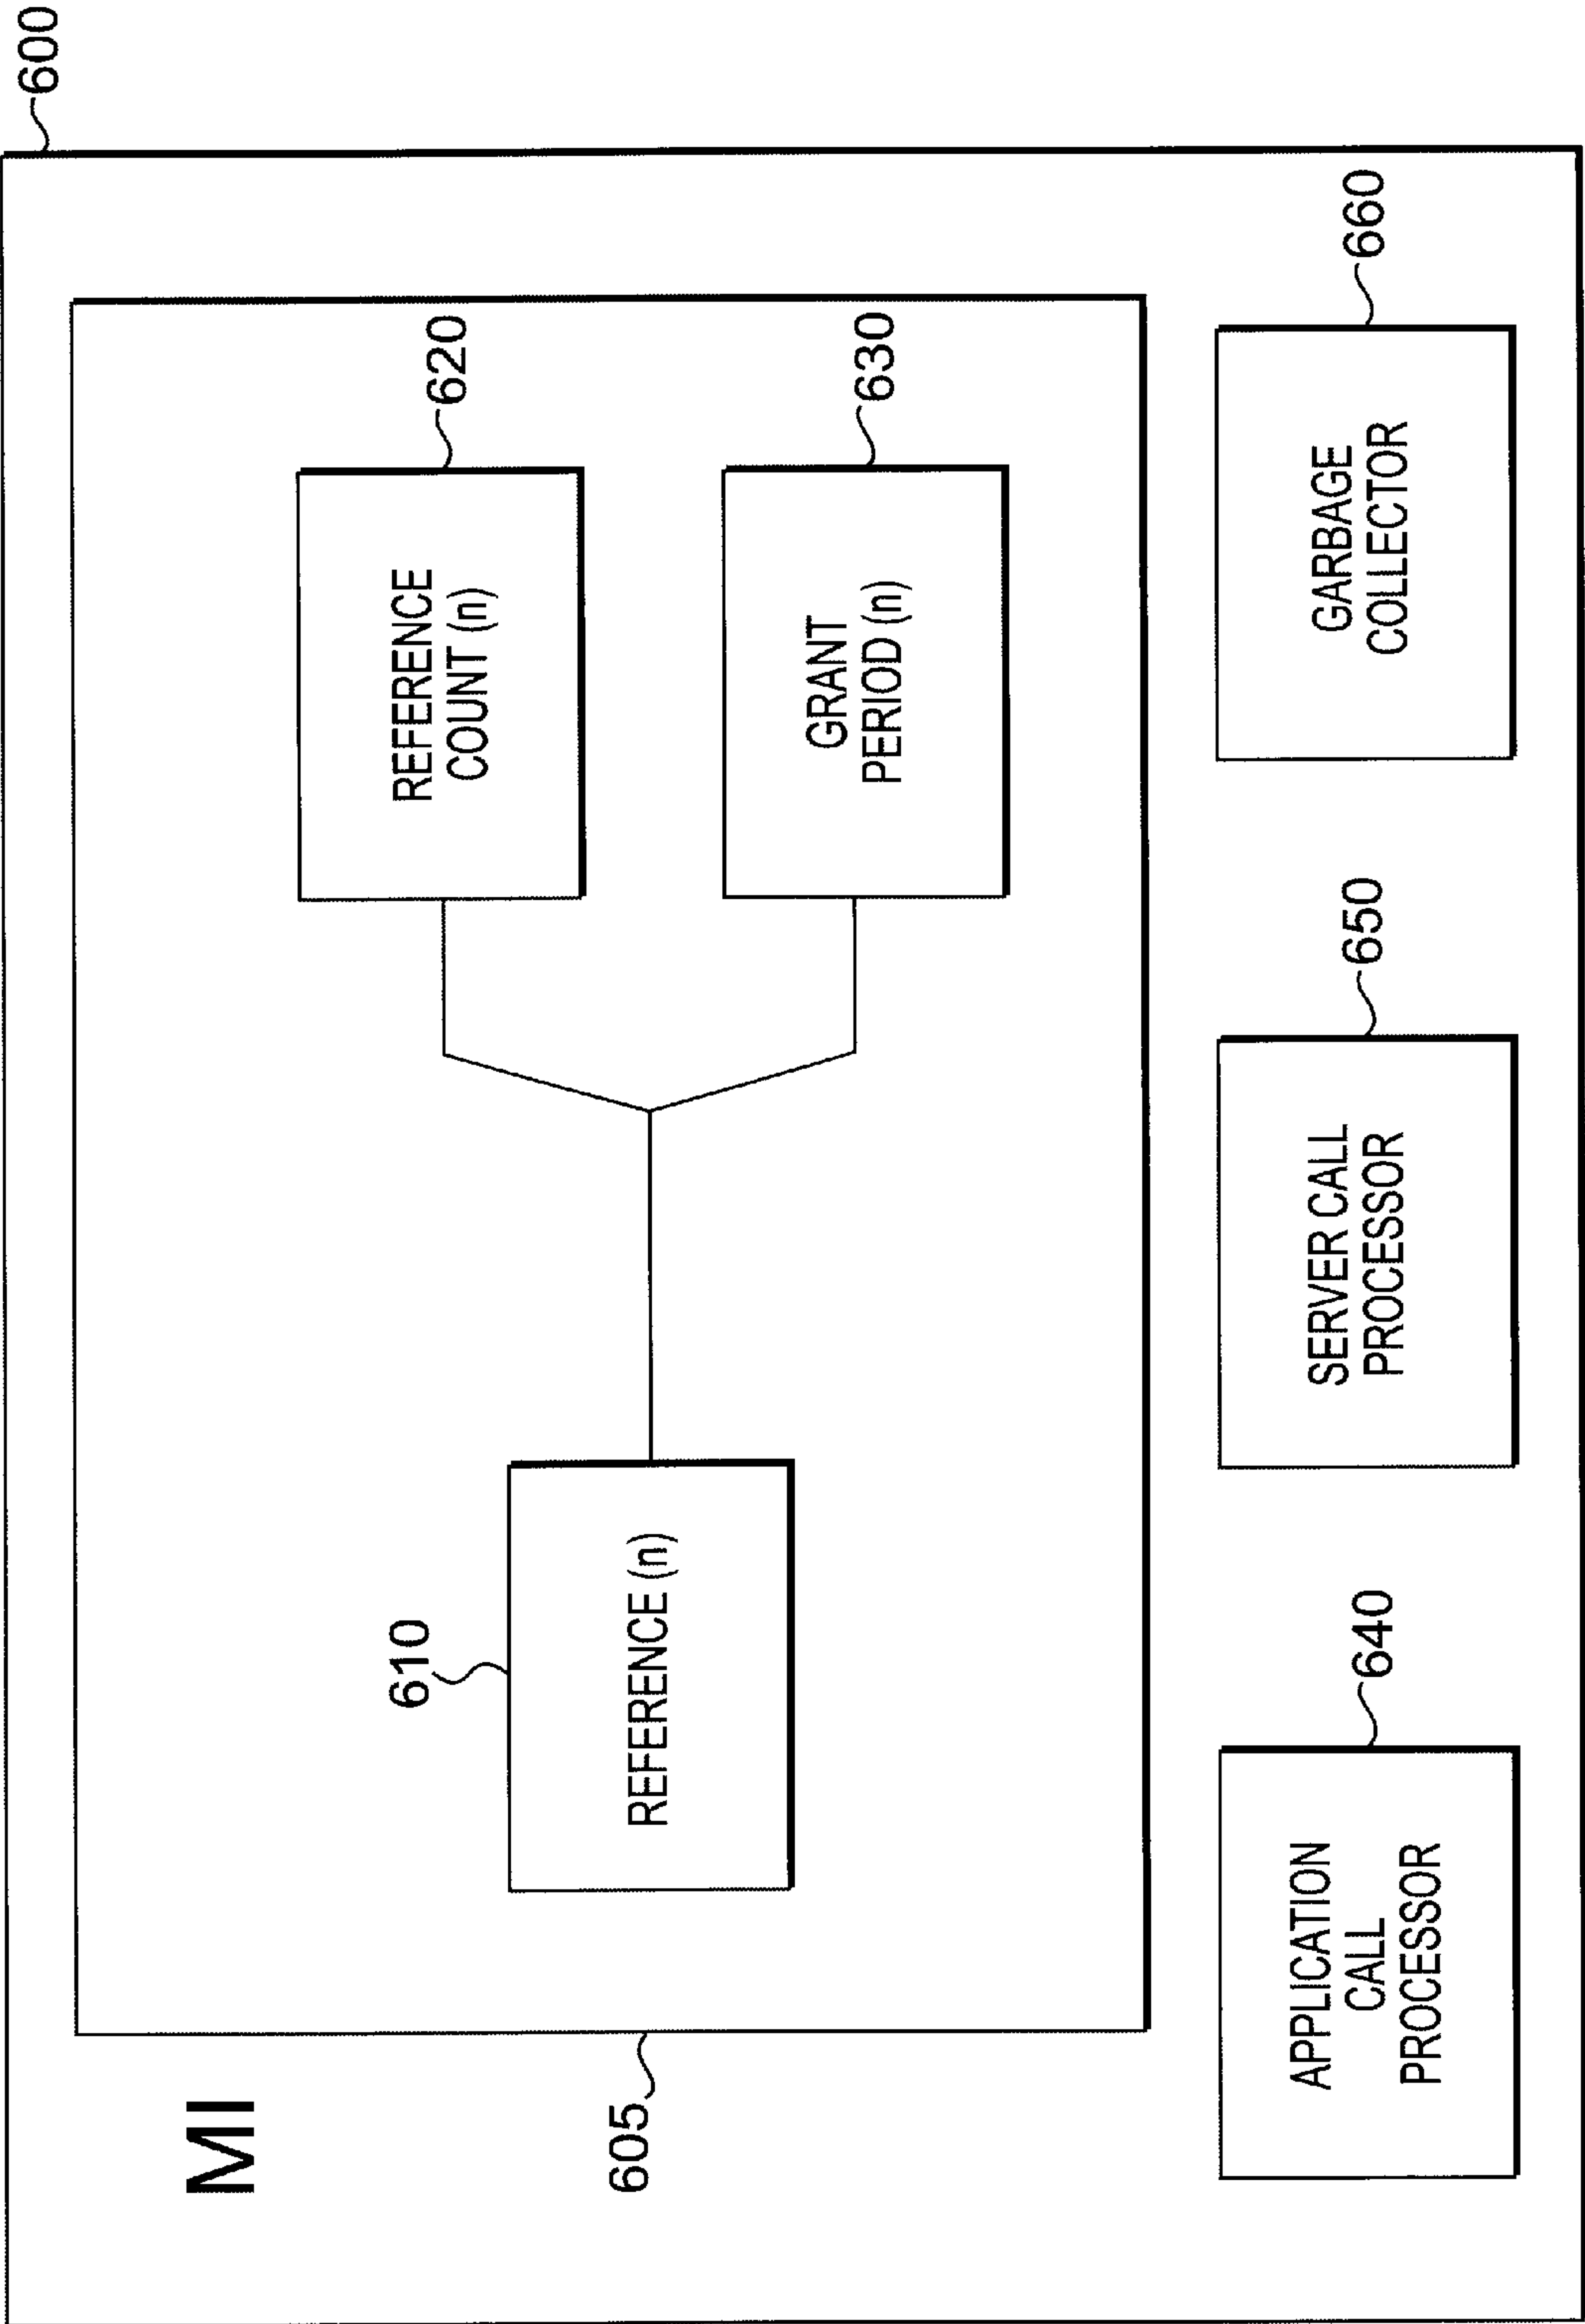 600
MI
605
610
REFERENCE (n)
620
REFERENCE
COUNT (n)
630
GRANT
PERIOD (n)
640
APPLICATION
CALL
PROCESSOR
650
SERVER CALL
PROCESSOR
660
GARBAGE
COLLECTOR